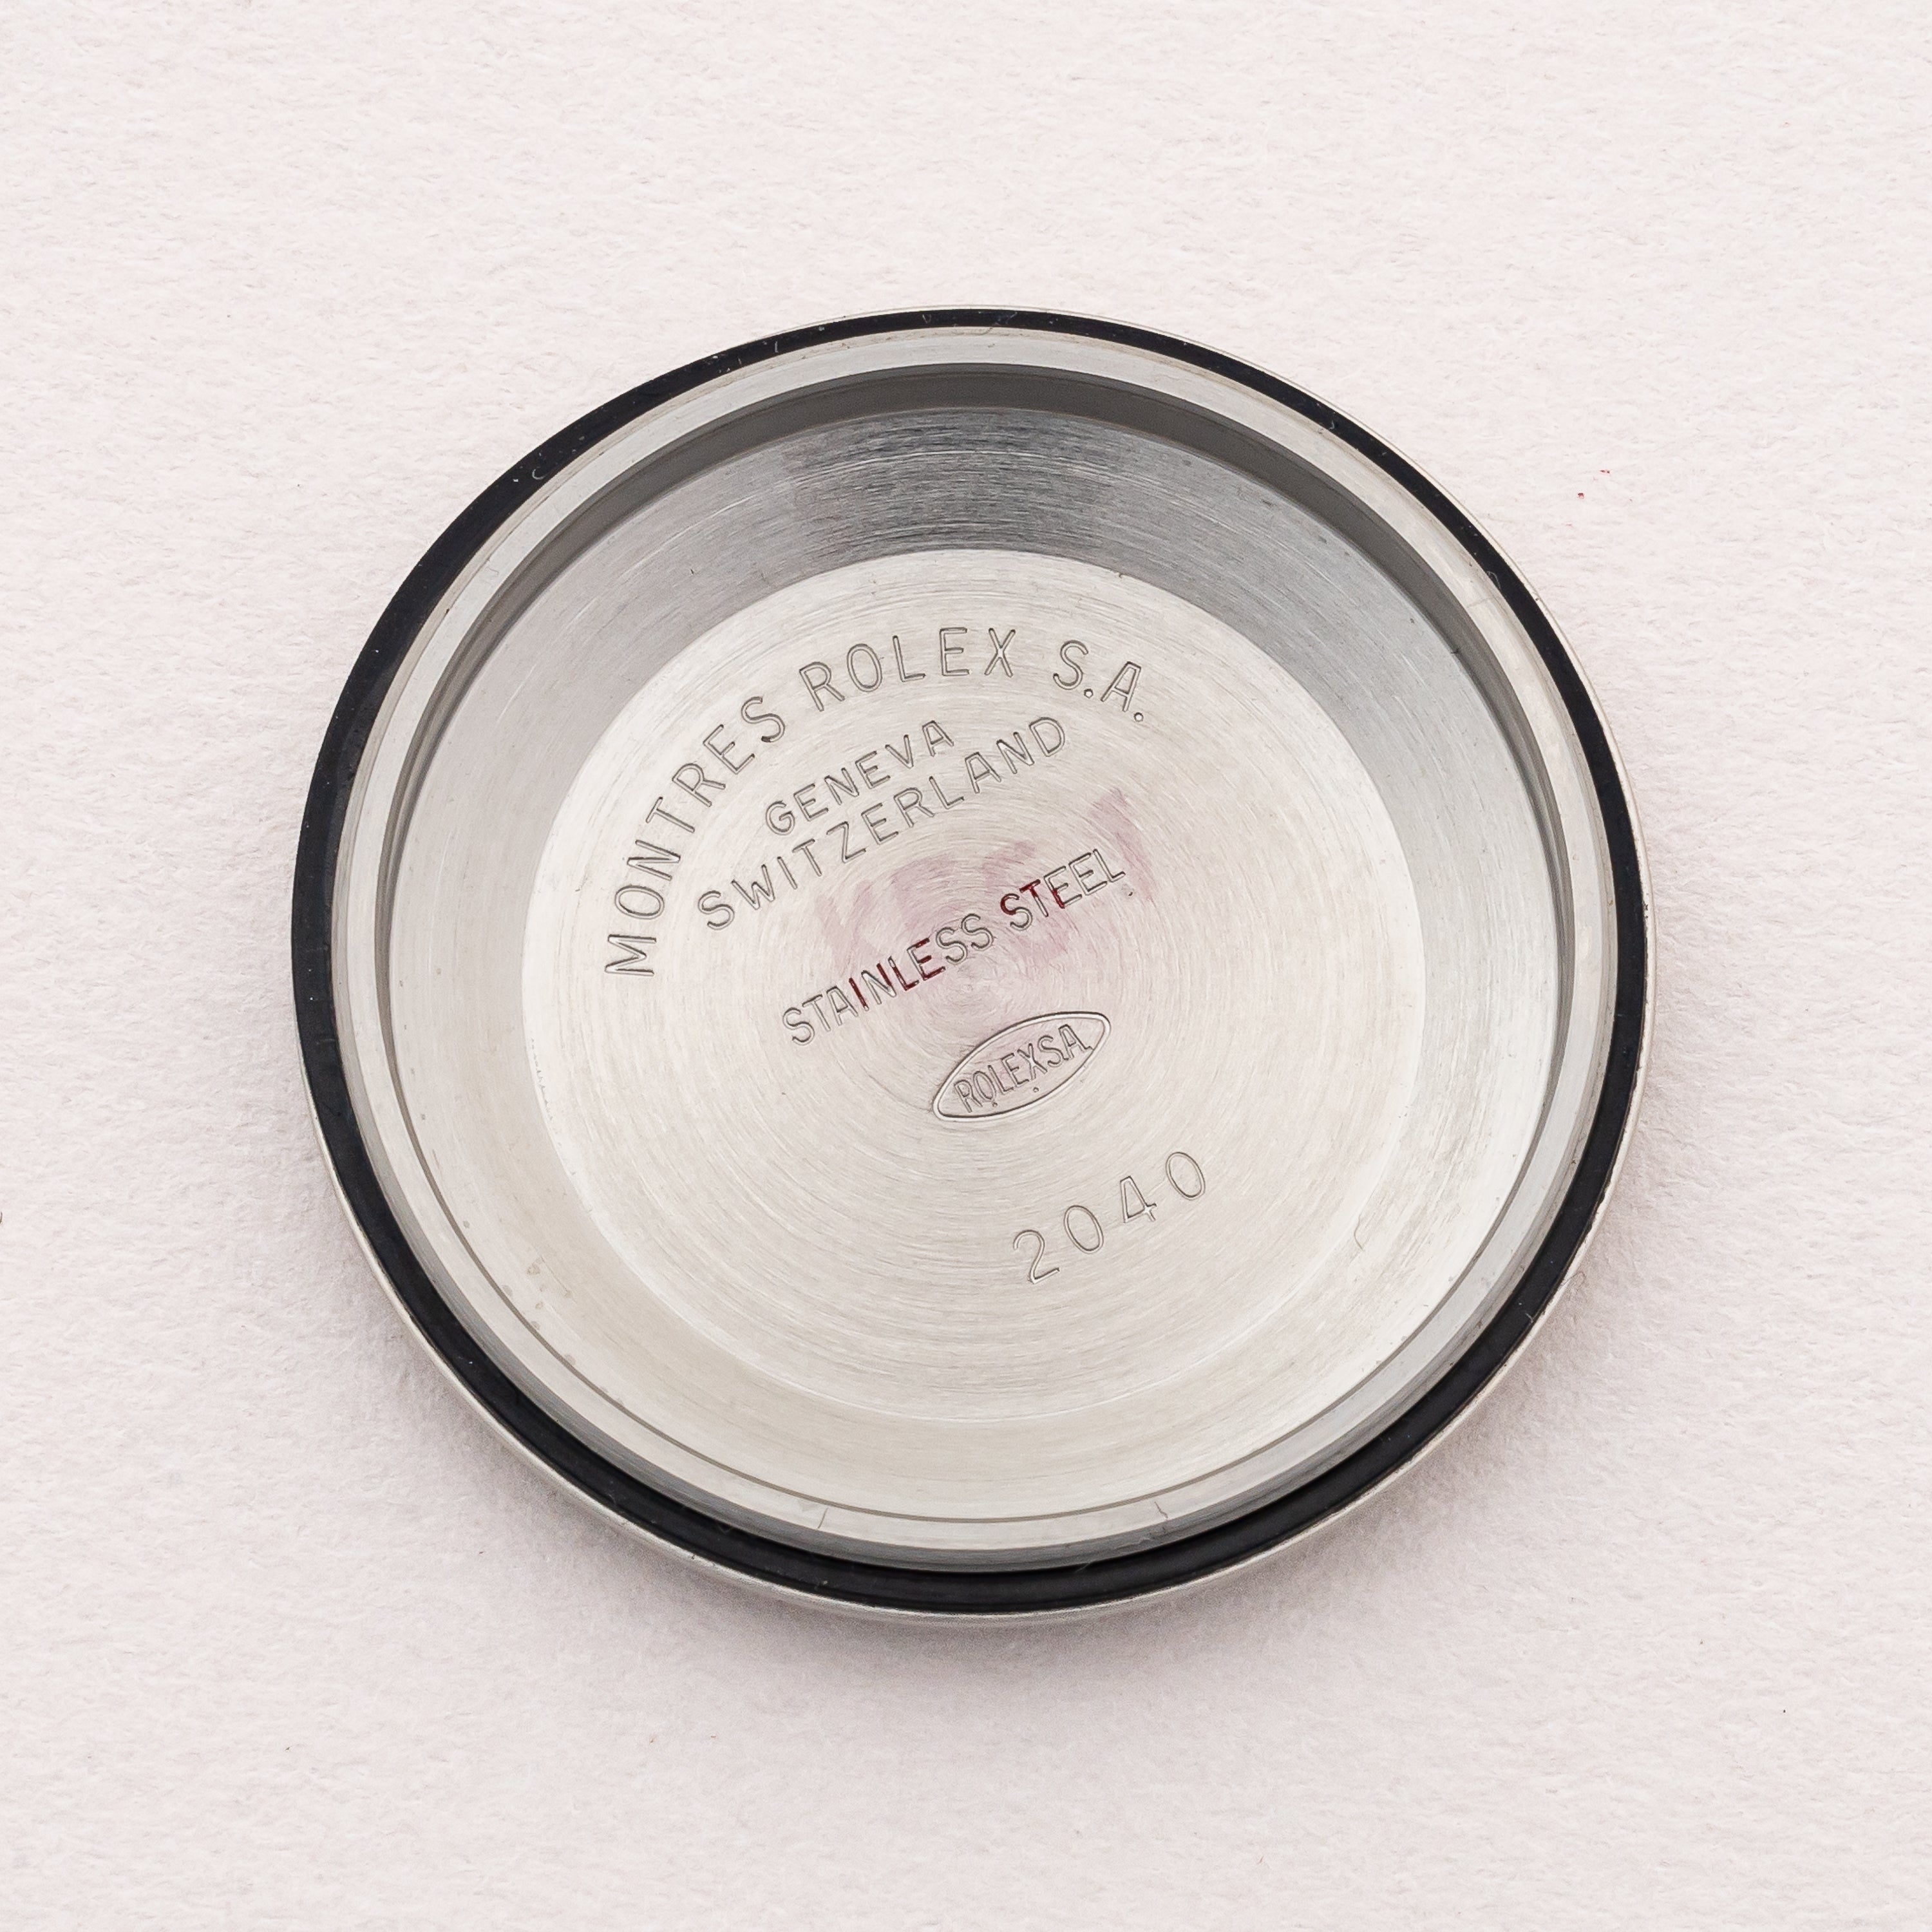 MONTRES ROLEX S.A.
GENEVA
SWITZERLAND
STAINLESS STEEL
ROLEX S.A.
2040